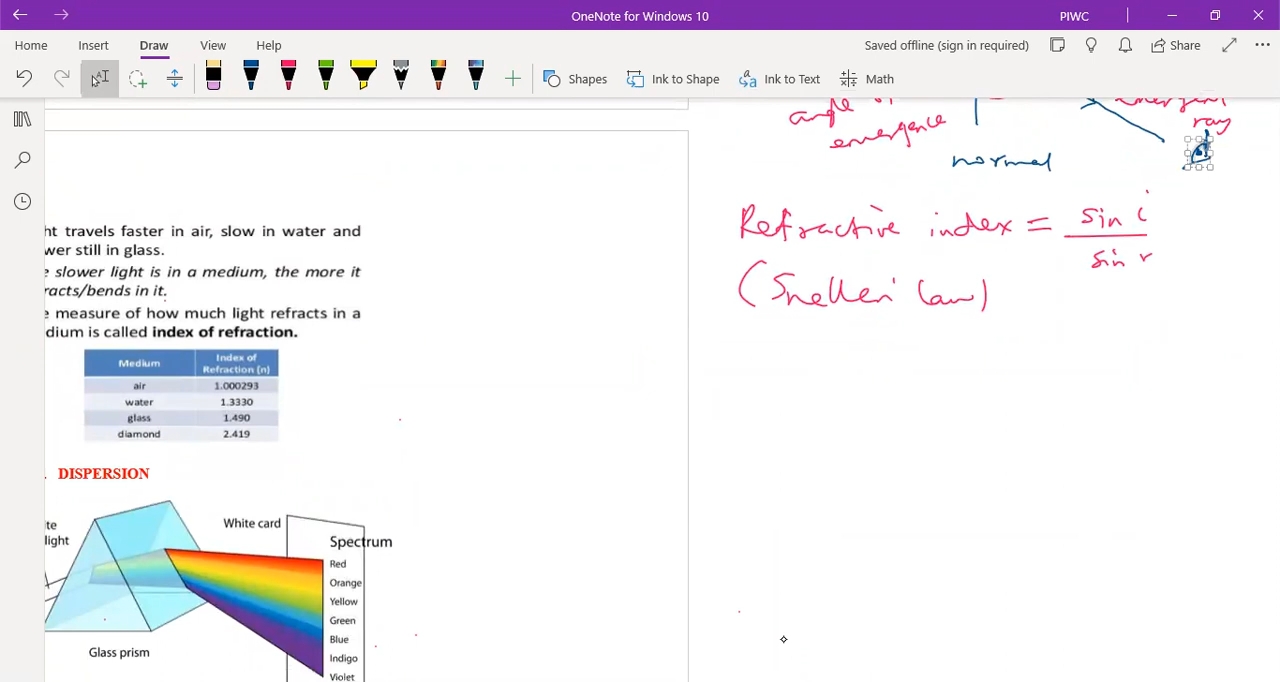 OneNote for Windows 10
PIWC
Home
Insert
Draw
View
Help
Saved offline (sign in required)
Share
Shapes
Ink to Shape
Ink to Text
Math
angle
emergence
normal
emergent
ray
Refractive index = sin i
sin r
(Snellen' law)
ht travels faster in air, slow in water and
wer still in glass.
e slower light is in a medium, the more it
racts/bends in it.
e measure of how much light refracts in a
dium is called index of refraction.
Medium
Index of
Refraction (n)
air 1.000293
water 1.3330
glass 1.490
diamond 2.419
. DISPERSION
ite
light
White card
Spectrum
Red
Orange
Yellow
Green
Blue
Indigo
Violet
Glass prism